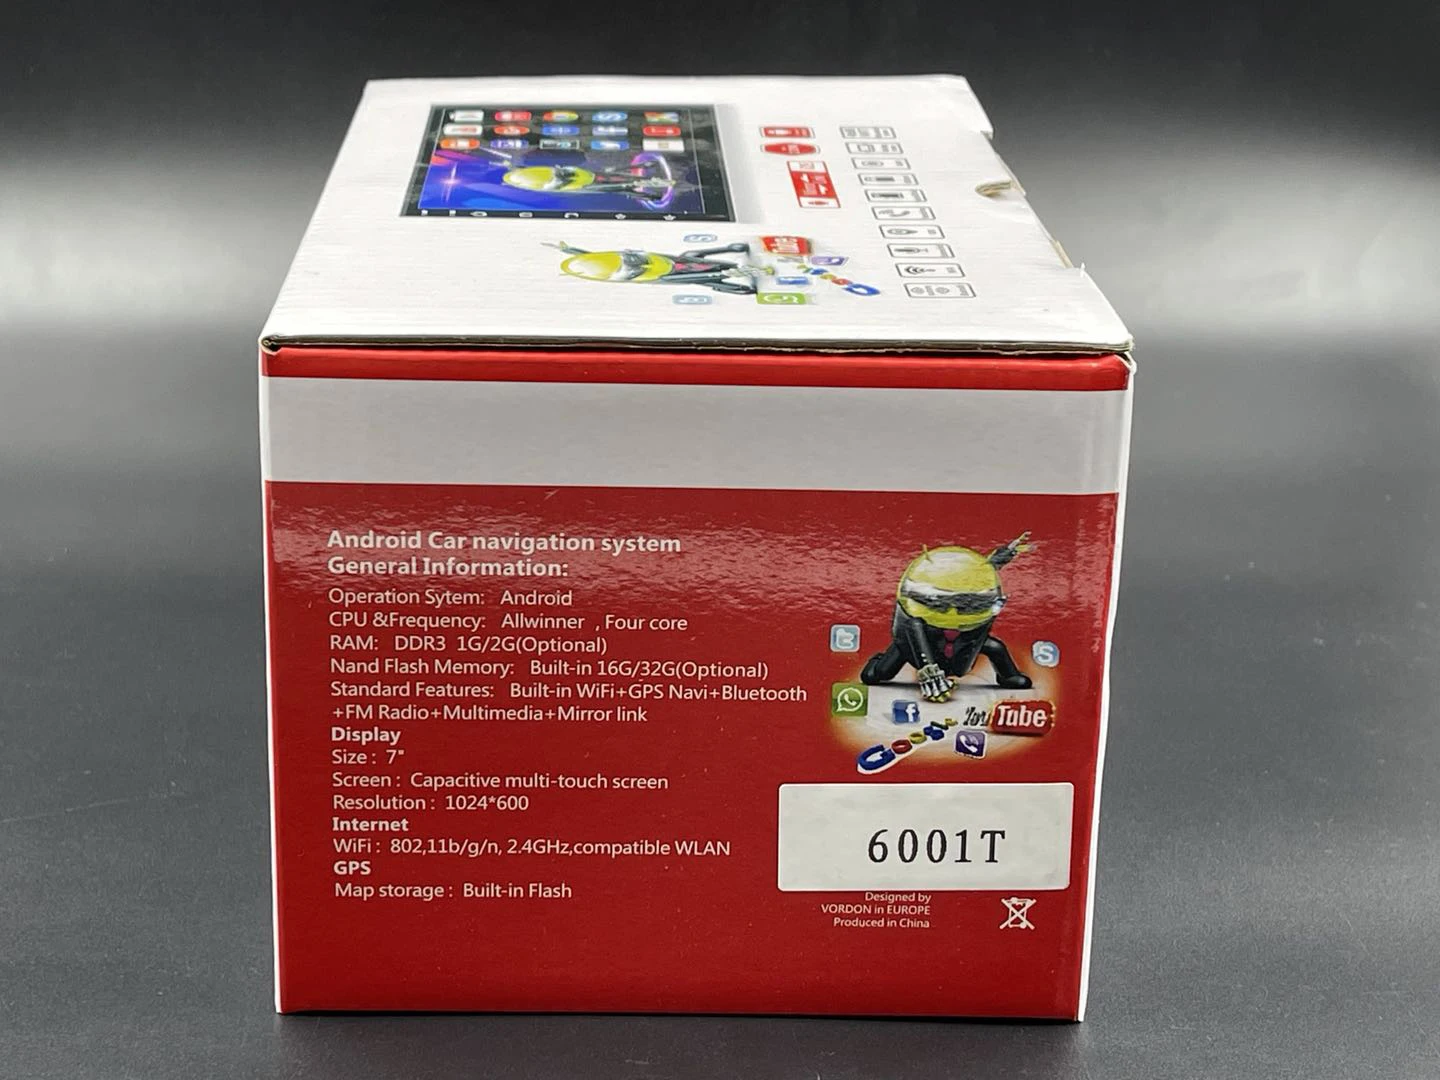 Tube
Android Car navigation system
General Information:
Operation Sytem: Android
CPU &Frequency: Allwinner , Four core
RAM: DDR3 1G/2G(Optional)
Nand Flash Memory: Built-in 16G/32G(Optional)
Standard Features: Built-in WiFi+GPS Navi+Bluetooth
+FM Radio+Multimedia+Mirror link
Display
Size : 7"
Screen : Capacitive multi-touch screen
Resolution : 1024*600
Internet
WiFi : 802,11b/g/n, 2.4GHz,compatible WLAN
GPS
Map storage : Built-in Flash
t
S
f
YouTube
Google
6001T
Designed by
VORDON in EUROPE
Produced in China